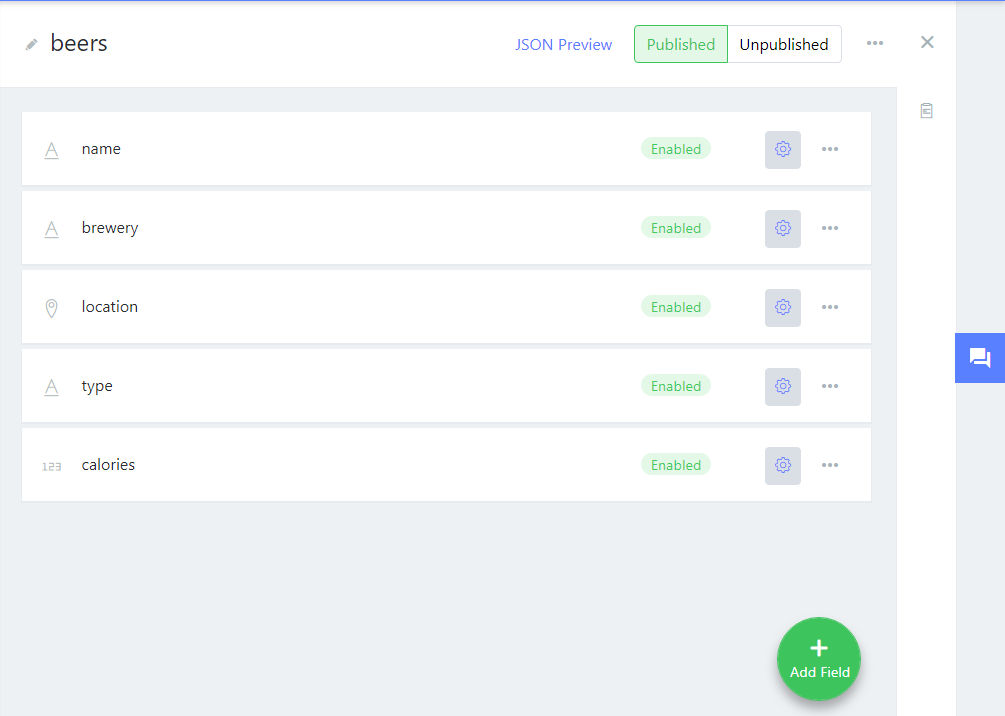 beers
JSON Preview
Published
Unpublished
A name Enabled
A brewery Enabled
location Enabled
A type Enabled
123 calories Enabled
Add Field